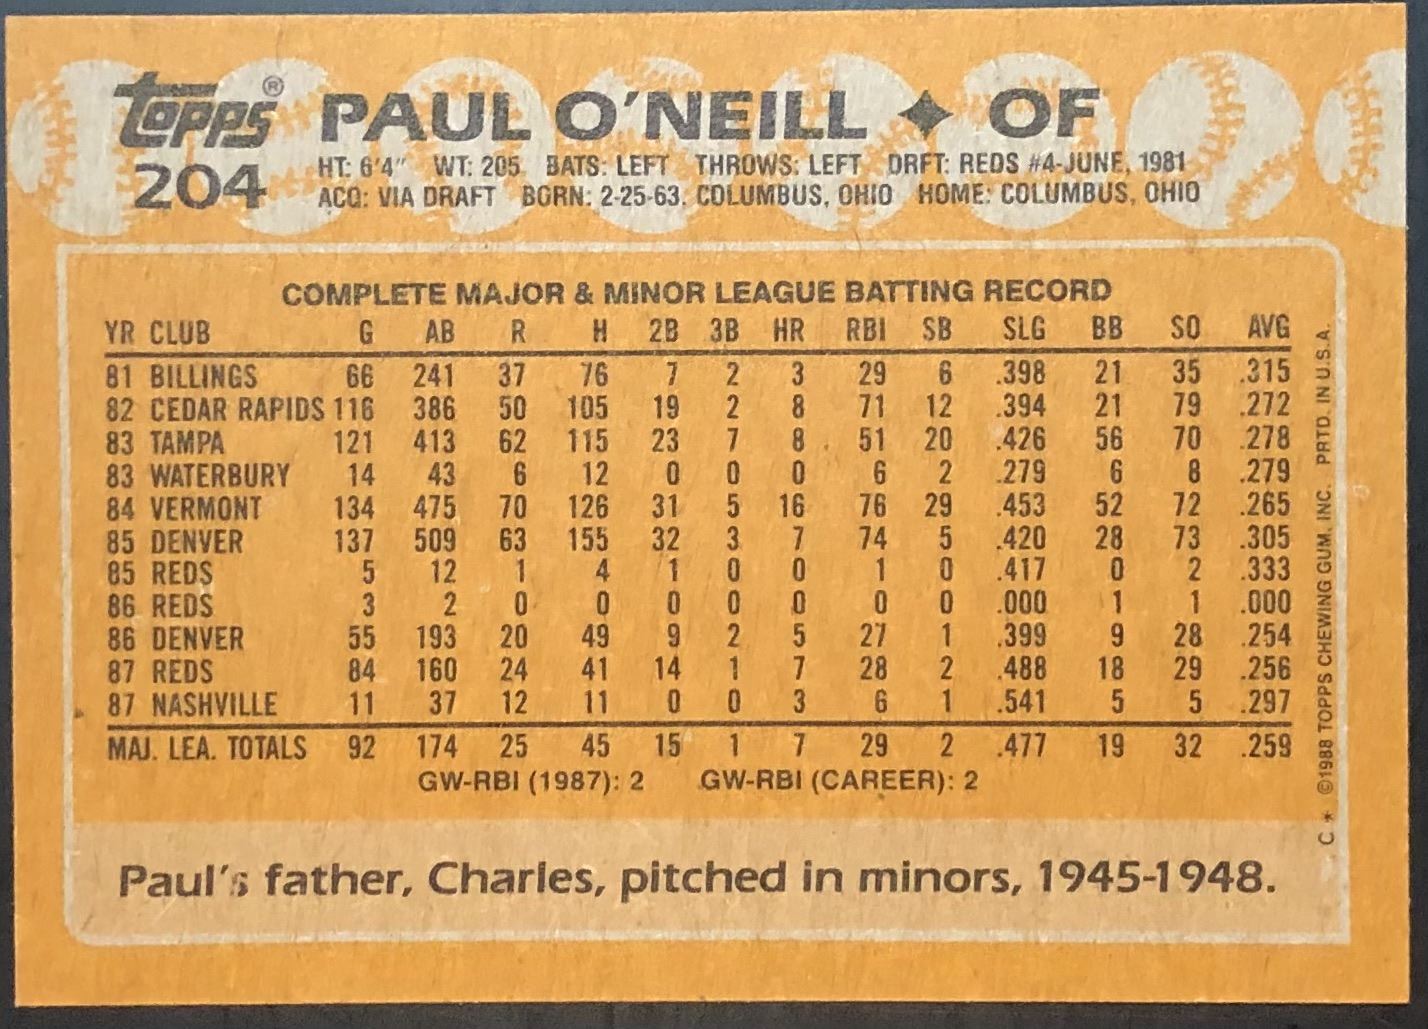 topps®
204
PAUL O'NEILL ✦ OF
HT: 6'4" WT: 205 BATS: LEFT THROWS: LEFT DRFT: REDS #4-JUNE, 1981
ACQ: VIA DRAFT BORN: 2-25-63, COLUMBUS, OHIO HOME: COLUMBUS, OHIO
COMPLETE MAJOR & MINOR LEAGUE BATTING RECORD
YR CLUB G AB R H 2B 3B HR RBI SB SLG BB SO AVG
81 BILLINGS 66 241 37 76 7 2 3 29 6 .398 21 35 .315
82 CEDAR RAPIDS 116 386 50 105 19 2 8 71 12 .394 21 79 .272
83 TAMPA 121 413 62 115 23 7 8 51 20 .426 56 70 .278
83 WATERBURY 14 43 6 12 0 0 0 6 2 .279 6 8 .279
84 VERMONT 134 475 70 126 31 5 16 76 29 .453 52 72 .265
85 DENVER 137 509 63 155 32 3 7 74 5 .420 28 73 .305
85 REDS 5 12 1 4 1 0 0 1 0 .417 0 2 .333
86 REDS 3 2 0 0 0 0 0 0 0 .000 1 1 .000
86 DENVER 55 193 20 49 9 2 5 27 1 .399 9 28 .254
87 REDS 84 160 24 41 14 1 7 28 2 .488 18 29 .256
87 NASHVILLE 11 37 12 11 0 0 3 6 1 .541 5 5 .297
MAJ. LEA. TOTALS 92 174 25 45 15 1 7 29 2 .477 19 32 .259
GW-RBI (1987): 2 GW-RBI (CAREER): 2
Paul's father, Charles, pitched in minors, 1945-1948.
C * ©1988 TOPPS CHEWING GUM, INC. PRTD. IN U.S.A.